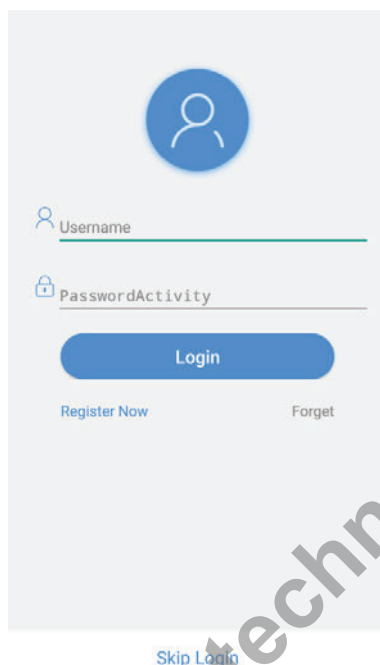 Username
PasswordActivity
Login
Register Now Forget
Skip Login
techn